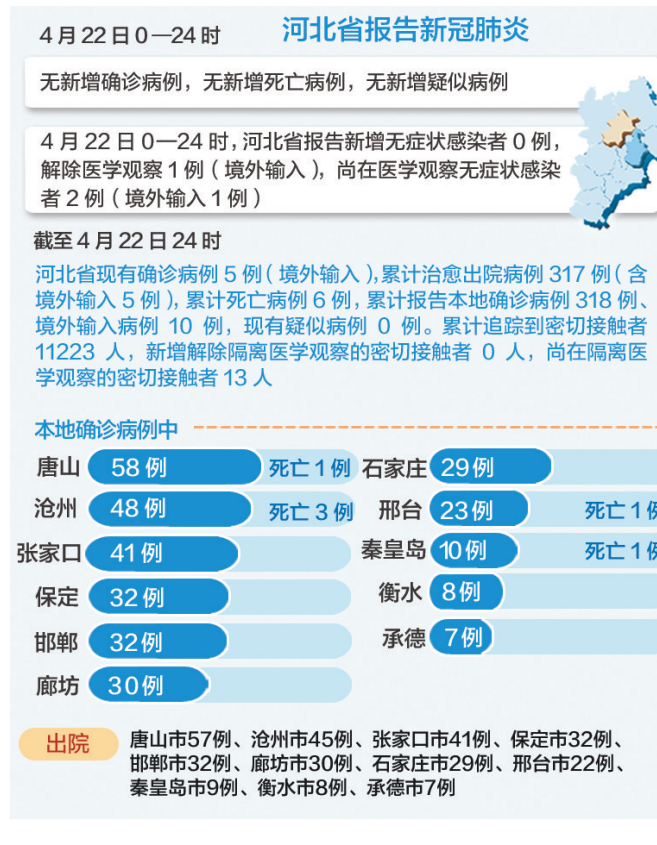 4月22日0—24时 河北省报告新冠肺炎
无新增确诊病例，无新增死亡病例，无新增疑似病例
4月22日0—24时，河北省报告新增无症状感染者0例，
解除医学观察1例（境外输入），尚在医学观察无症状感染
者2例（境外输入1例）
截至4月22日24时
河北省现有确诊病例5例（境外输入），累计治愈出院病例317例（含
境外输入5例），累计死亡病例6例，累计报告本地确诊病例318例、
境外输入病例10例，现有疑似病例0例。累计追踪到密切接触者
11223人，新增解除隔离医学观察的密切接触者0人，尚在隔离医
学观察的密切接触者13人
本地确诊病例中
唐山 58例 死亡1例 石家庄 29例
沧州 48例 死亡3例 邢台 23例 死亡1例
张家口 41例 秦皇岛 10例 死亡1例
保定 32例 衡水 8例
邯郸 32例 承德 7例
廊坊 30例
出院 唐山市57例、沧州市45例、张家口市41例、保定市32例、
邯郸市32例、廊坊市30例、石家庄市29例、邢台市22例、
秦皇岛市9例、衡水市8例、承德市7例